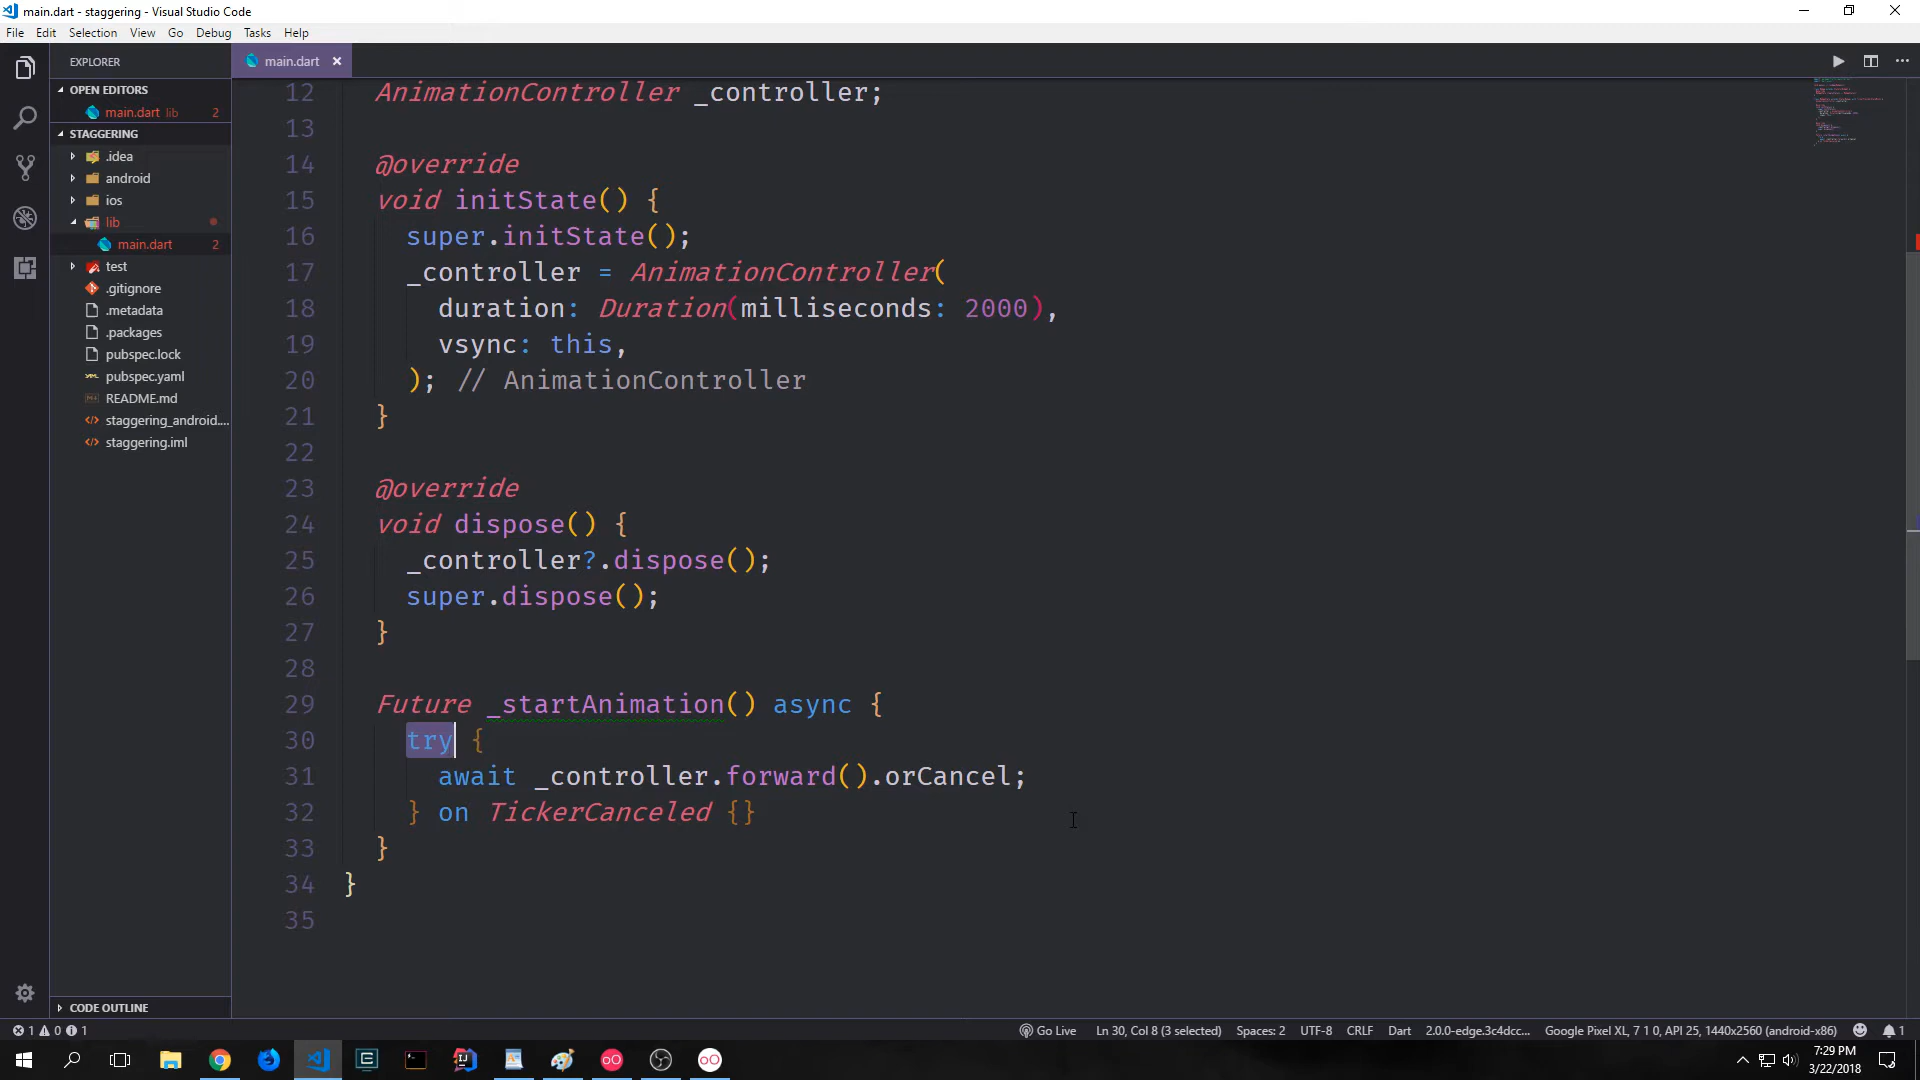 main.dart - staggering - Visual Studio Code
File Edit Selection View Go Debug Tasks Help
EXPLORER
main.dart
OPEN EDITORS
main.dart lib 2
STAGGERING
.idea
android
ios
lib
main.dart 2
test
.gitignore
.metadata
.packages
pubspec.lock
pubspec.yaml
README.md
staggering_android....
staggering.iml
CODE OUTLINE
12 AnimationController _controller;
13
14 @override
15 void initState() {
16 super.initState();
17 _controller = AnimationController(
18 duration: Duration(milliseconds: 2000),
19 vsync: this,
20 ); // AnimationController
21 }
22
23 @override
24 void dispose() {
25 _controller?.dispose();
26 super.dispose();
27 }
28
29 Future _startAnimation() async {
30 try {
31 await _controller.forward().orCancel;
32 } on TickerCanceled {}
33 }
34 }
35
1 0 1 Go Live Ln 30, Col 8 (3 selected) Spaces: 2 UTF-8 CRLF Dart 2.0.0-edge.3c4dcc... Google Pixel XL, 7 1 0, API 25, 1440x2560 (android-x86) 1
7:29 PM
3/22/2018